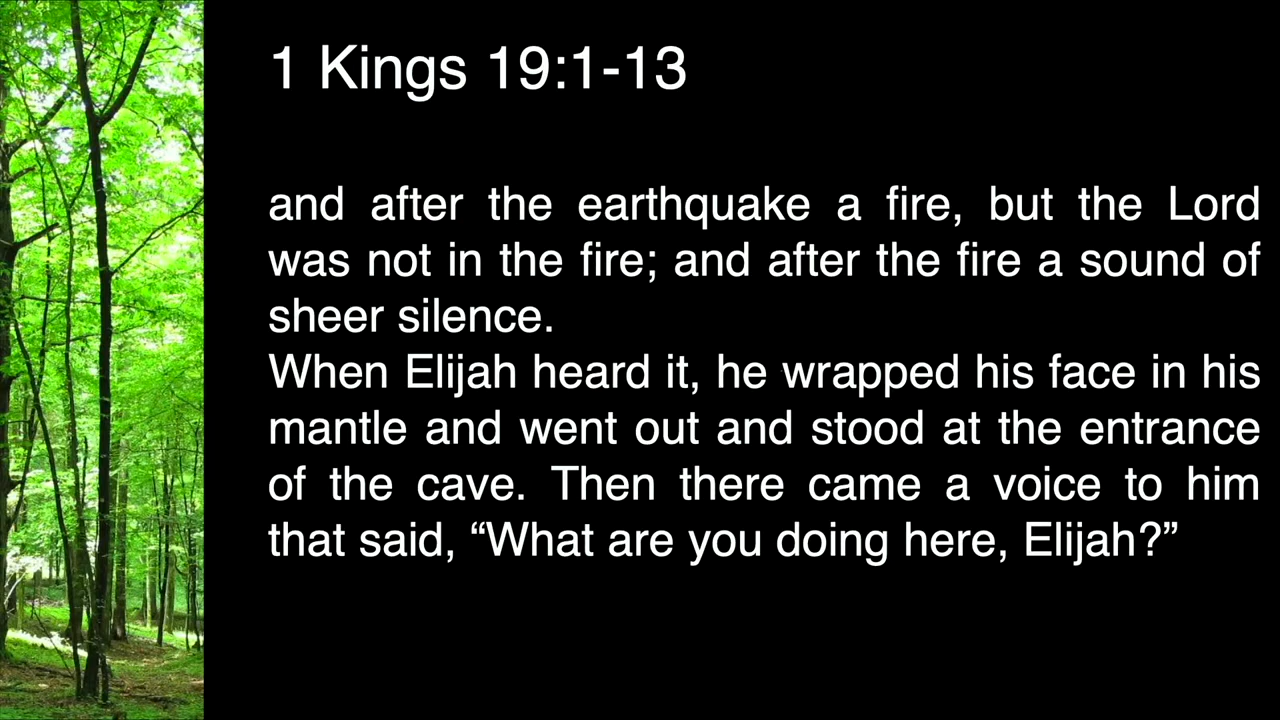 1 Kings 19:1-13
and after the earthquake a fire, but the Lord
was not in the fire; and after the fire a sound of
sheer silence.
When Elijah heard it, he wrapped his face in his
mantle and went out and stood at the entrance
of the cave. Then there came a voice to him
that said, “What are you doing here, Elijah?”